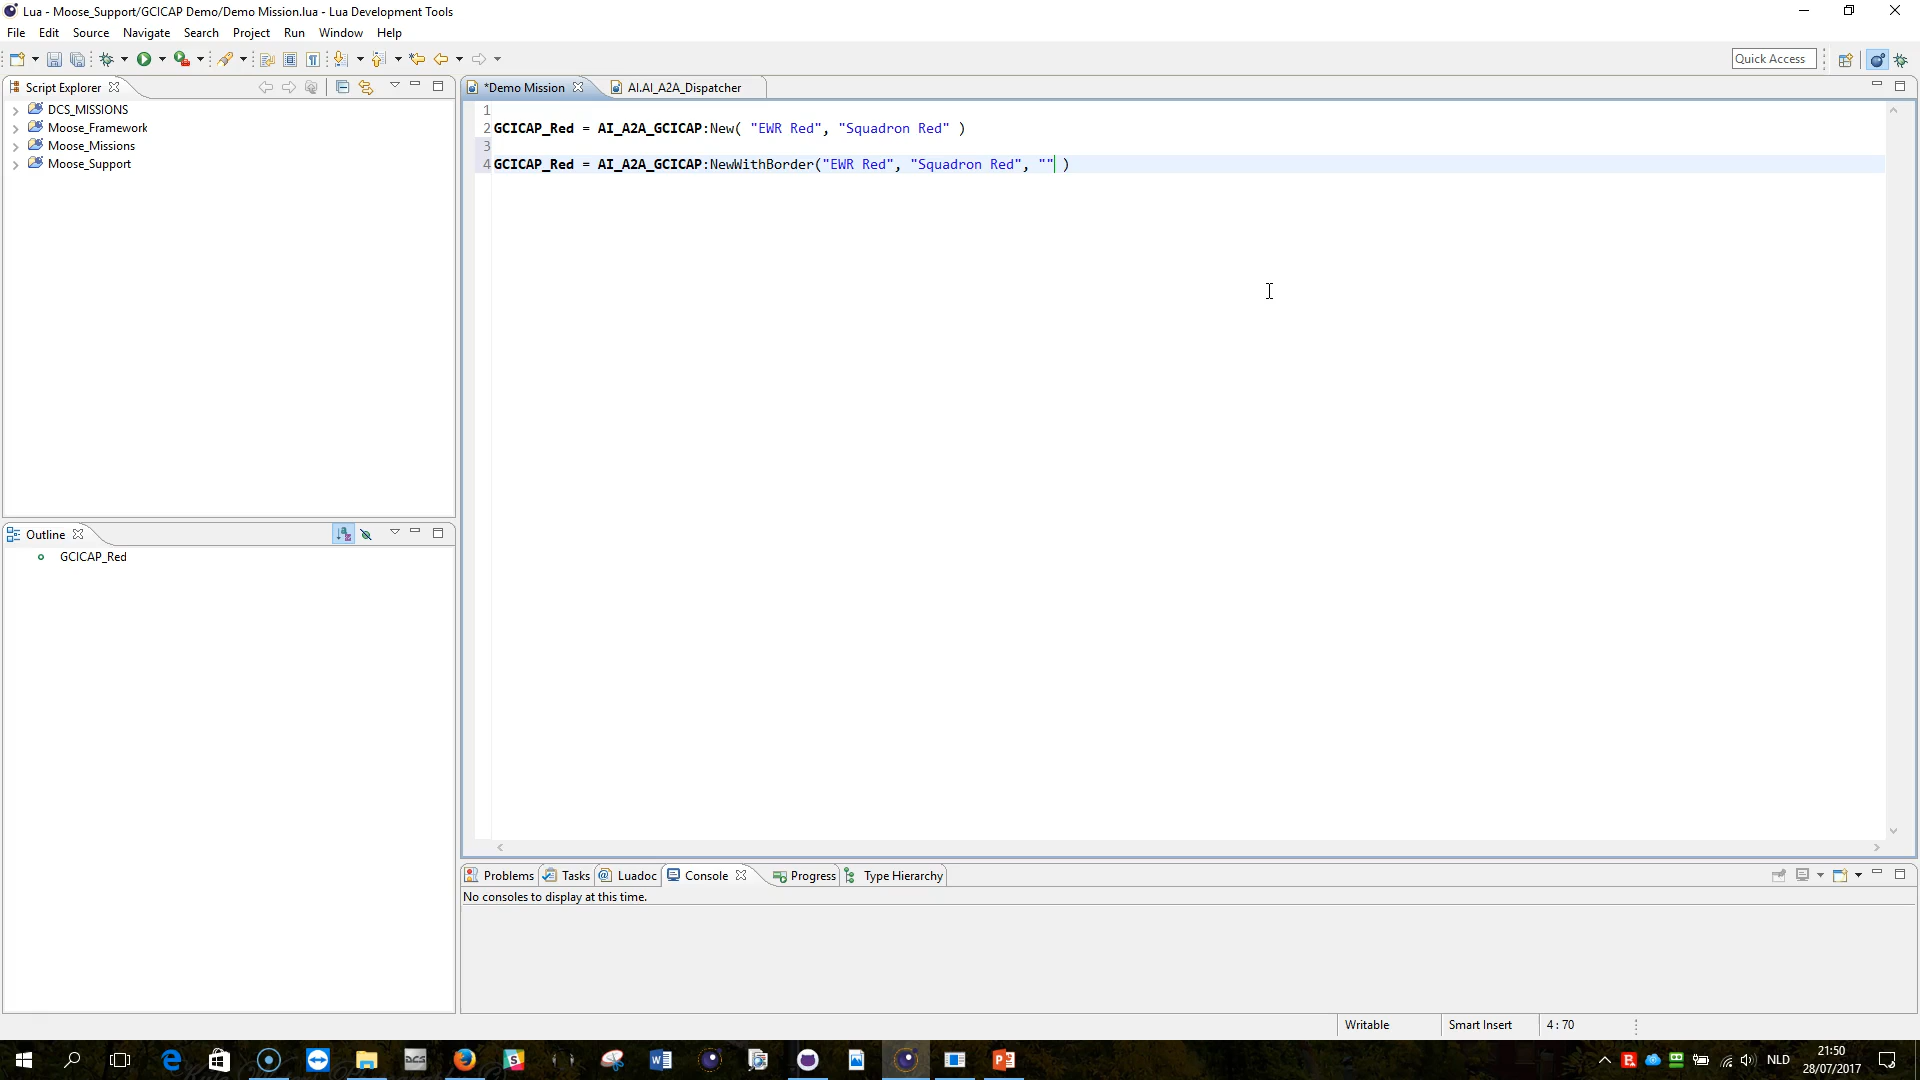 Lua - Moose_Support/GCICAP Demo/Demo Mission.lua - Lua Development Tools
File Edit Source Navigate Search Project Run Window Help
Quick Access
Script Explorer
DCS_MISSIONS
Moose_Framework
Moose_Missions
Moose_Support
*Demo Mission
AI.AI_A2A_Dispatcher
1
2 GCICAP_Red = AI_A2A_GCICAP:New( "EWR Red", "Squadron Red" )
3
4 GCICAP_Red = AI_A2A_GCICAP:NewWithBorder("EWR Red", "Squadron Red", "" )
Outline
GCICAP_Red
Problems Tasks Luadoc Console Progress Type Hierarchy
No consoles to display at this time.
Writable Smart Insert 4 : 70
NLD
21:50
28/07/2017